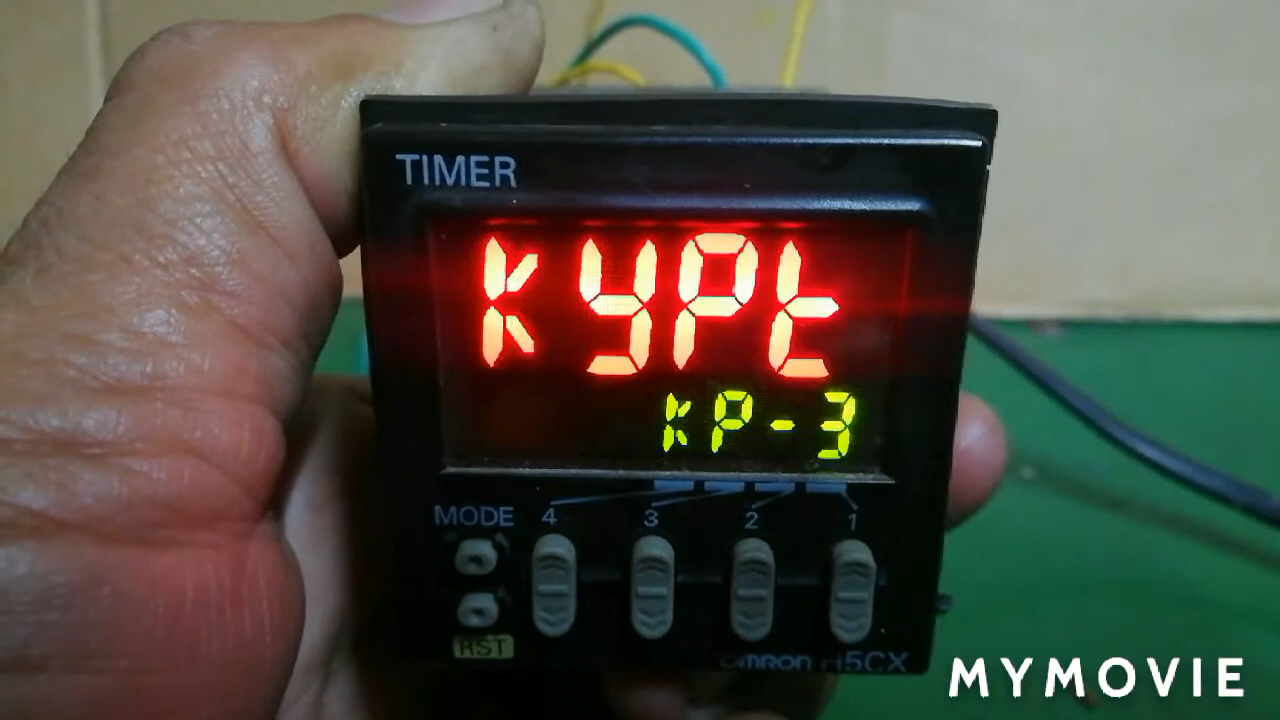 TIMER
KYPt
KP-3
MODE 4 3 2 1
RST
OMRON H5CX
MYMOVIE